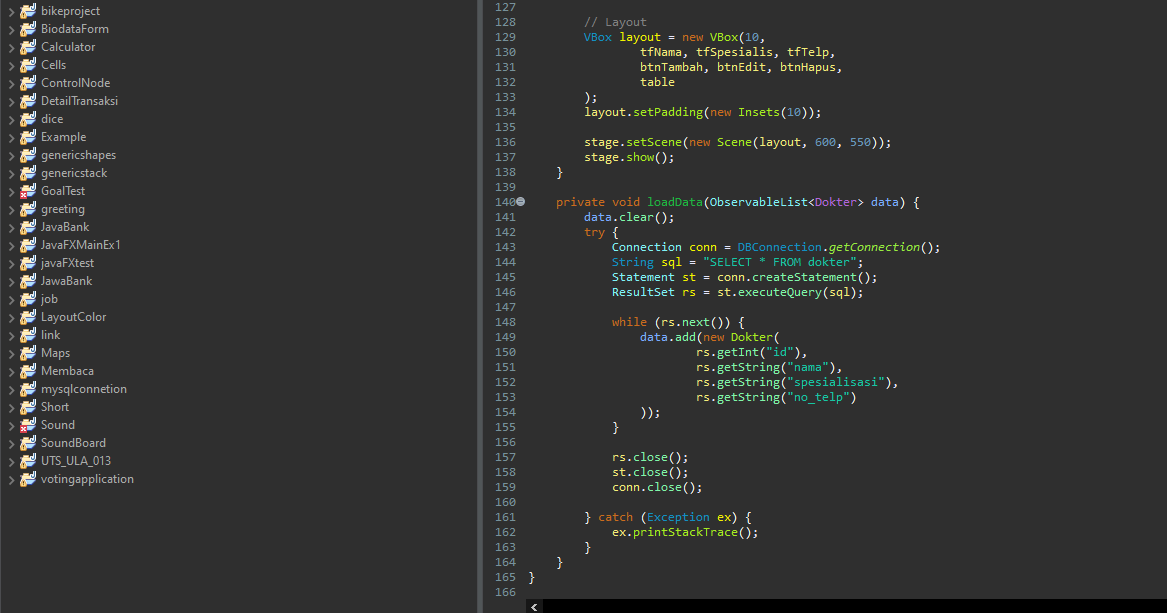 bikeproject
BiodataForm
Calculator
Cells
ControlNode
DetailTransaksi
dice
Example
genericshapes
genericstack
GoalTest
greeting
JavaBank
JavaFXMainEx1
javaFXtest
JawaBank
job
LayoutColor
link
Maps
Membaca
mysqlconnetion
Short
Sound
SoundBoard
UTS_ULA_013
votingapplication
127
128 // Layout
129 VBox layout = new VBox(10,
130 tfNama, tfSpesialis, tfTelp,
131 btnTambah, btnEdit, btnHapus,
132 table
133 );
134 layout.setPadding(new Insets(10));
135
136 stage.setScene(new Scene(layout, 600, 550));
137 stage.show();
138 }
139
140 private void loadData(ObservableList<Dokter> data) {
141 data.clear();
142 try {
143 Connection conn = DBConnection.getConnection();
144 String sql = "SELECT * FROM dokter";
145 Statement st = conn.createStatement();
146 ResultSet rs = st.executeQuery(sql);
147
148 while (rs.next()) {
149 data.add(new Dokter(
150 rs.getInt("id"),
151 rs.getString("nama"),
152 rs.getString("spesialisasi"),
153 rs.getString("no_telp")
154 ));
155 }
156
157 rs.close();
158 st.close();
159 conn.close();
160
161 } catch (Exception ex) {
162 ex.printStackTrace();
163 }
164 }
165 }
166